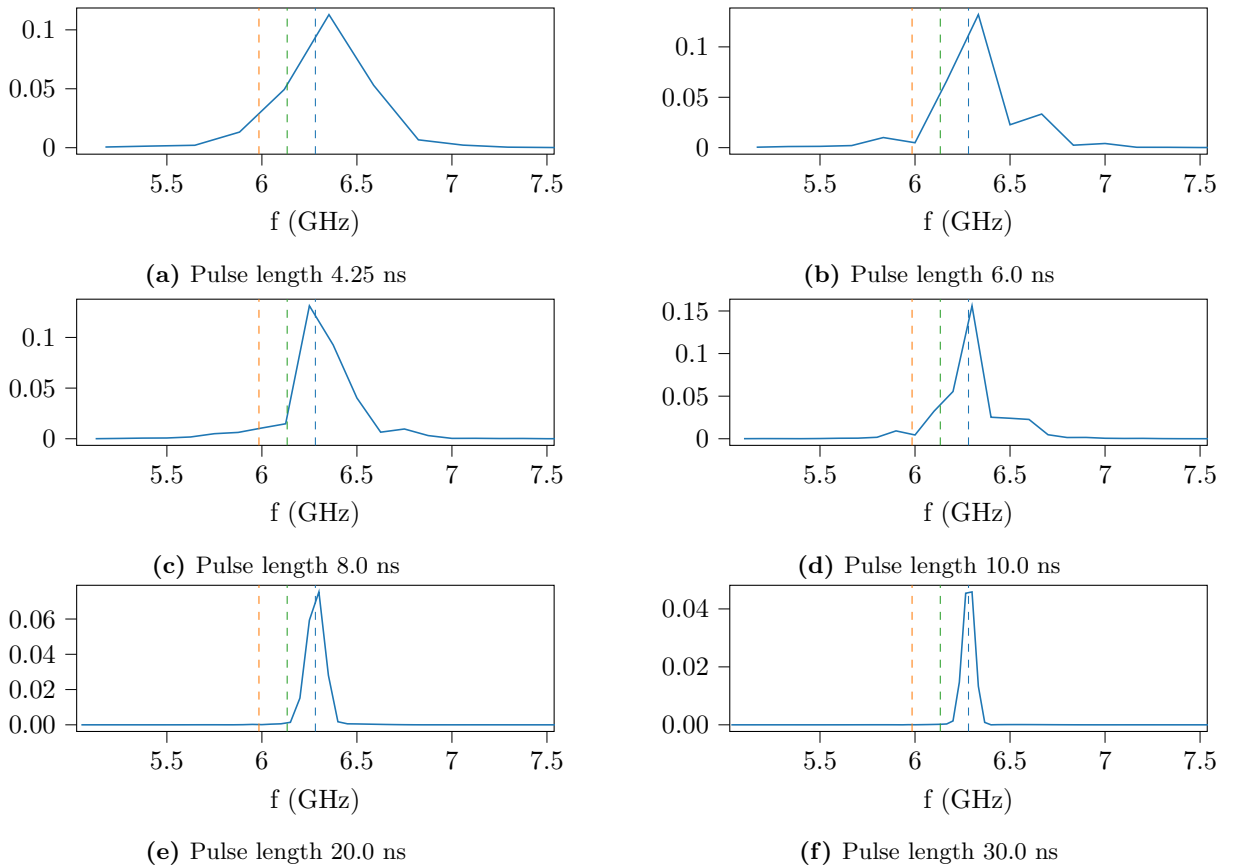 0.1
0.05
0
5.5 6 6.5 7 7.5
f (GHz)
(a) Pulse length 4.25 ns
0.1
0.05
0
5.5 6 6.5 7 7.5
f (GHz)
(b) Pulse length 6.0 ns
0.1
0.05
0
5.5 6 6.5 7 7.5
f (GHz)
(c) Pulse length 8.0 ns
0.15
0.1
0.05
0
5.5 6 6.5 7 7.5
f (GHz)
(d) Pulse length 10.0 ns
0.06
0.04
0.02
0.00
5.5 6 6.5 7 7.5
f (GHz)
(e) Pulse length 20.0 ns
0.04
0.02
0.00
5.5 6 6.5 7 7.5
f (GHz)
(f) Pulse length 30.0 ns